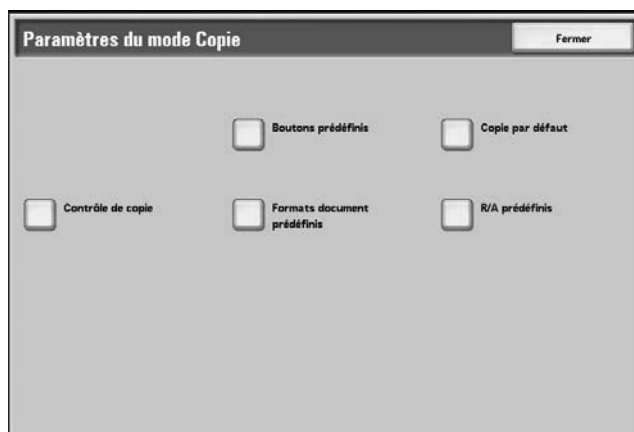 Paramètres du mode Copie
Fermer
Boutons prédéfinis
Copie par défaut
Contrôle de copie
Formats document
prédéfinis
R/A prédéfinis